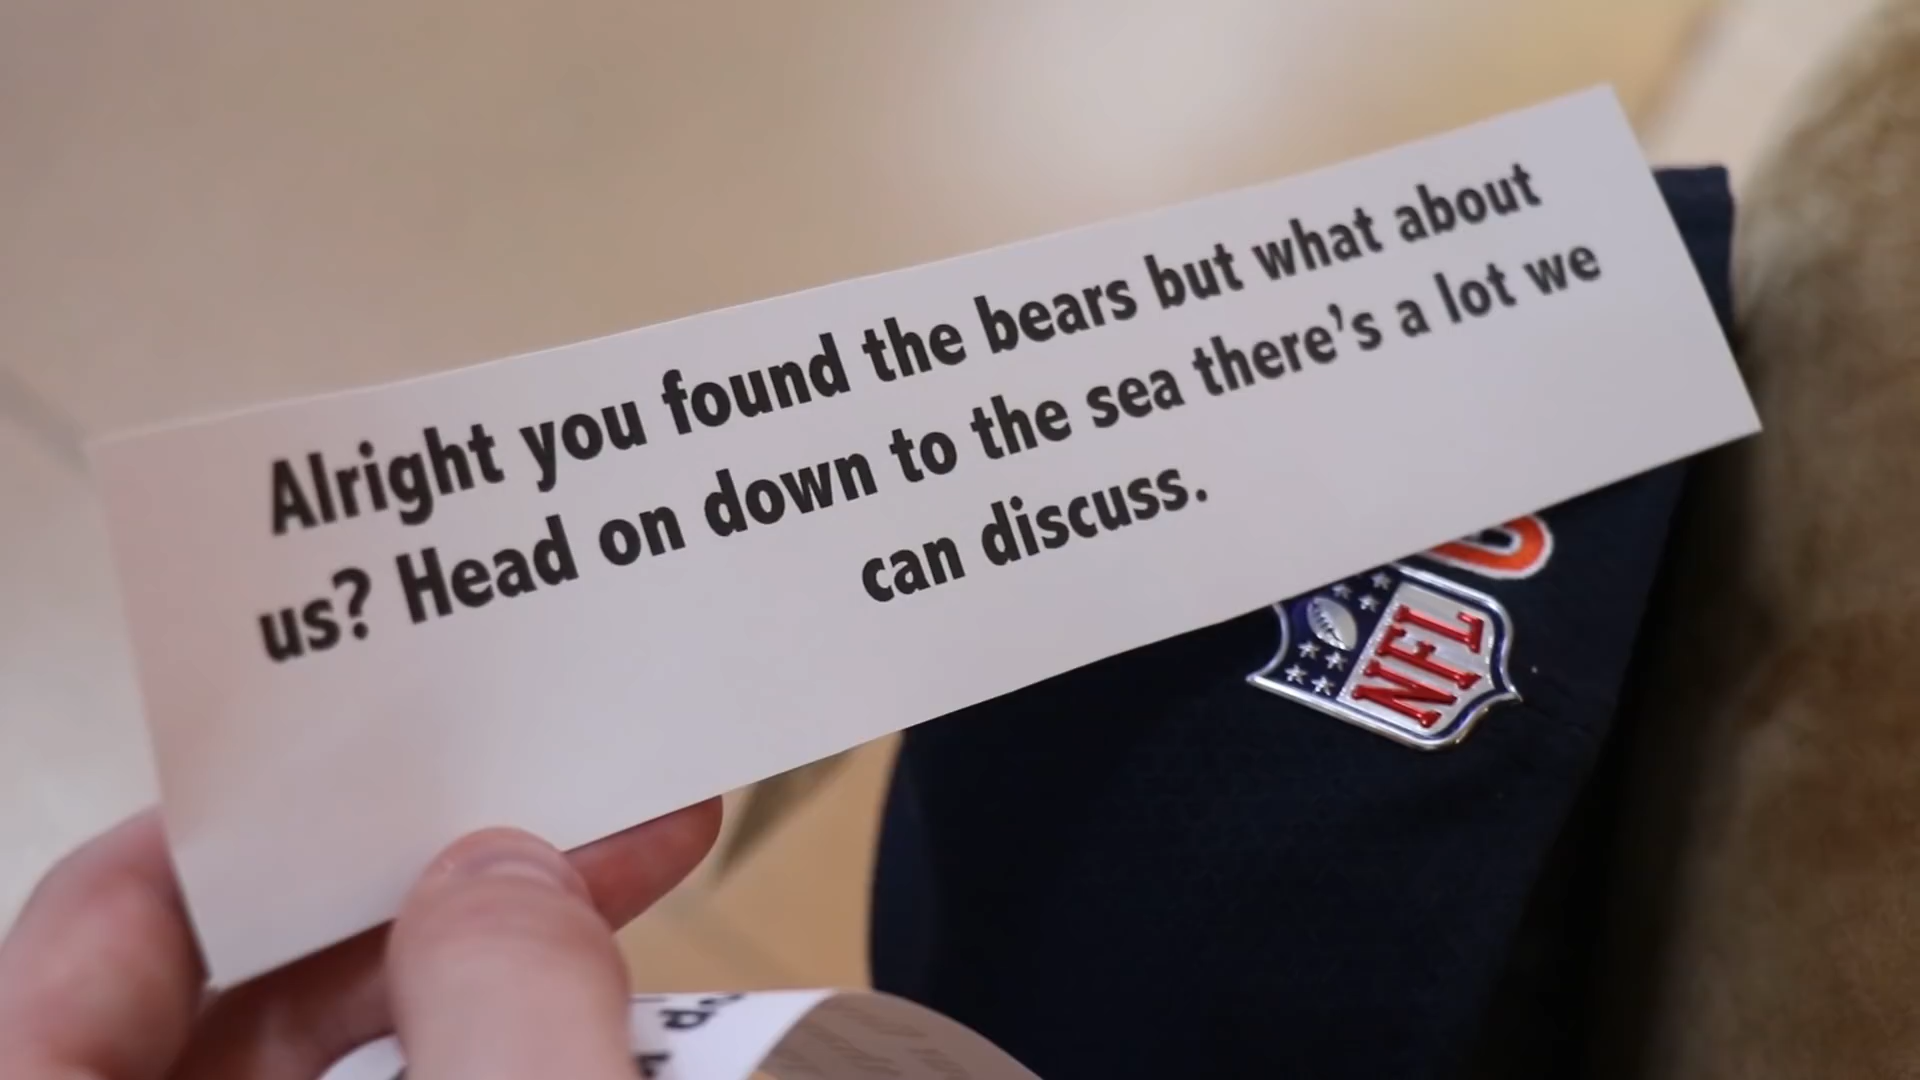 Alright you found the bears but what about
us? Head on down to the sea there's a lot we
can discuss.
NFL